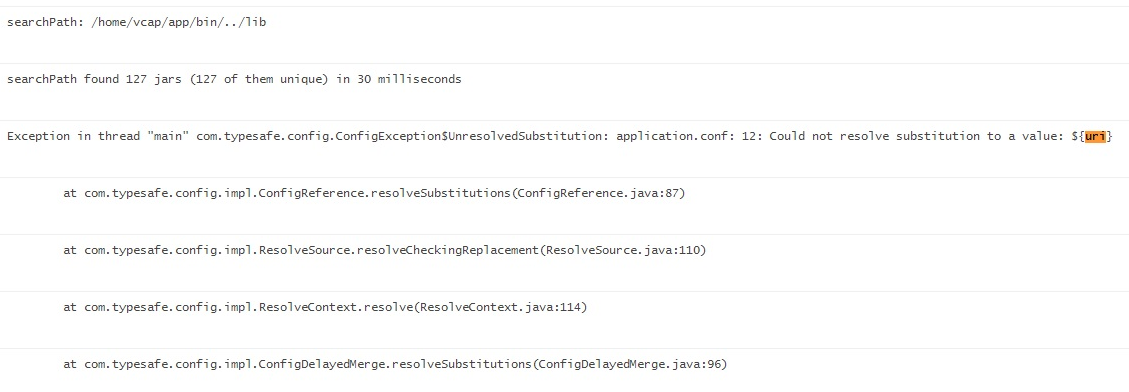 searchPath: /home/vcap/app/bin/../lib
searchPath found 127 jars (127 of them unique) in 30 milliseconds
Exception in thread "main" com.typesafe.config.ConfigException$UnresolvedSubstitution: application.conf: 12: Could not resolve substitution to a value: ${uri}
at com.typesafe.config.impl.ConfigReference.resolveSubstitutions(ConfigReference.java:87)
at com.typesafe.config.impl.ResolveSource.resolveCheckingReplacement(ResolveSource.java:110)
at com.typesafe.config.impl.ResolveContext.resolve(ResolveContext.java:114)
at com.typesafe.config.impl.ConfigDelayedMerge.resolveSubstitutions(ConfigDelayedMerge.java:96)